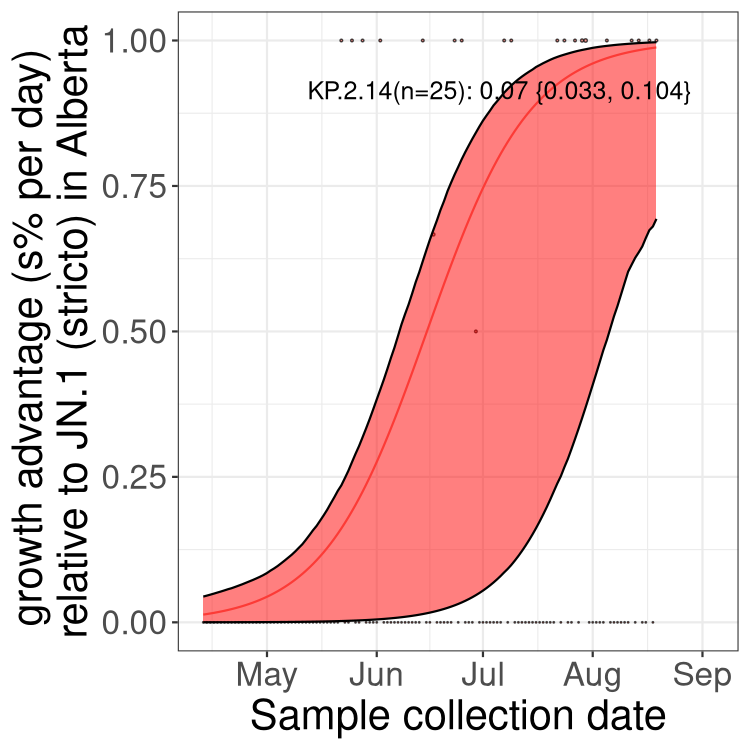 growth advantage (s% per day)
relative to JN.1 (stricto) in Alberta
1.00
0.75
0.50
0.25
0.00
KP.2.14(n=25): 0.07 {0.033, 0.104}
May Jun Jul Aug Sep
Sample collection date